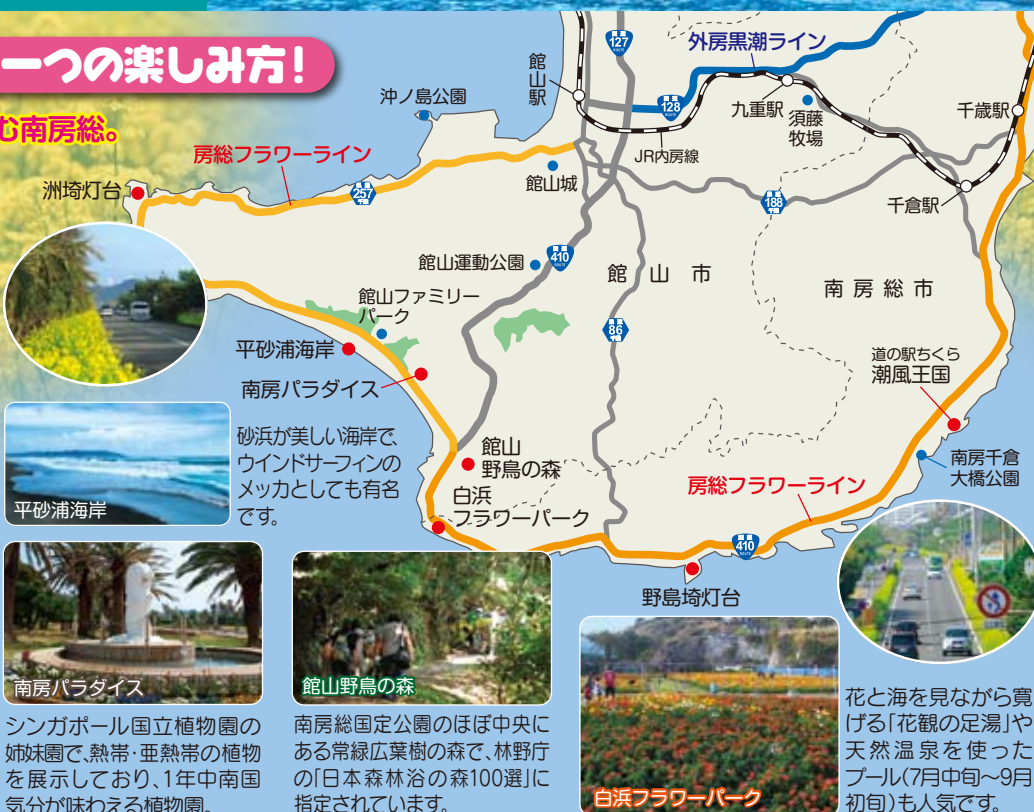 一つの楽しみ方!
む南房総。
127
ROUTE
外房黒潮ライン
館山駅
沖ノ島公園
128
ROUTE
九重駅
須藤
牧場
千歳駅
房総フラワーライン
JR内房線
洲埼灯台
257
館山城
188
千倉駅
館山運動公園
410
ROUTE
館山市
南房総市
館山ファミリー
パーク
86
平砂浦海岸
道の駅ちくら
潮風王国
南房パラダイス
砂浜が美しい海岸で、
ウインドサーフィンの
メッカとしても有名
です。
平砂浦海岸
館山
野鳥の森
南房千倉
大橋公園
房総フラワーライン
白浜
フラワーパーク
410
ROUTE
野島埼灯台
南房パラダイス
シンガポール国立植物園の
姉妹園で、熱帯・亜熱帯の植物
を展示しており、1年中南国
気分が味わえる植物園。
館山野鳥の森
南房総国定公園のほぼ中央に
ある常緑広葉樹の森で、林野庁
の「日本森林浴の森100選」に
指定されています。
白浜フラワーパーク
花と海を見ながら寛
げる「花観の足湯」や
天然温泉を使った
プール(7月中旬〜9月
初旬)も人気です。